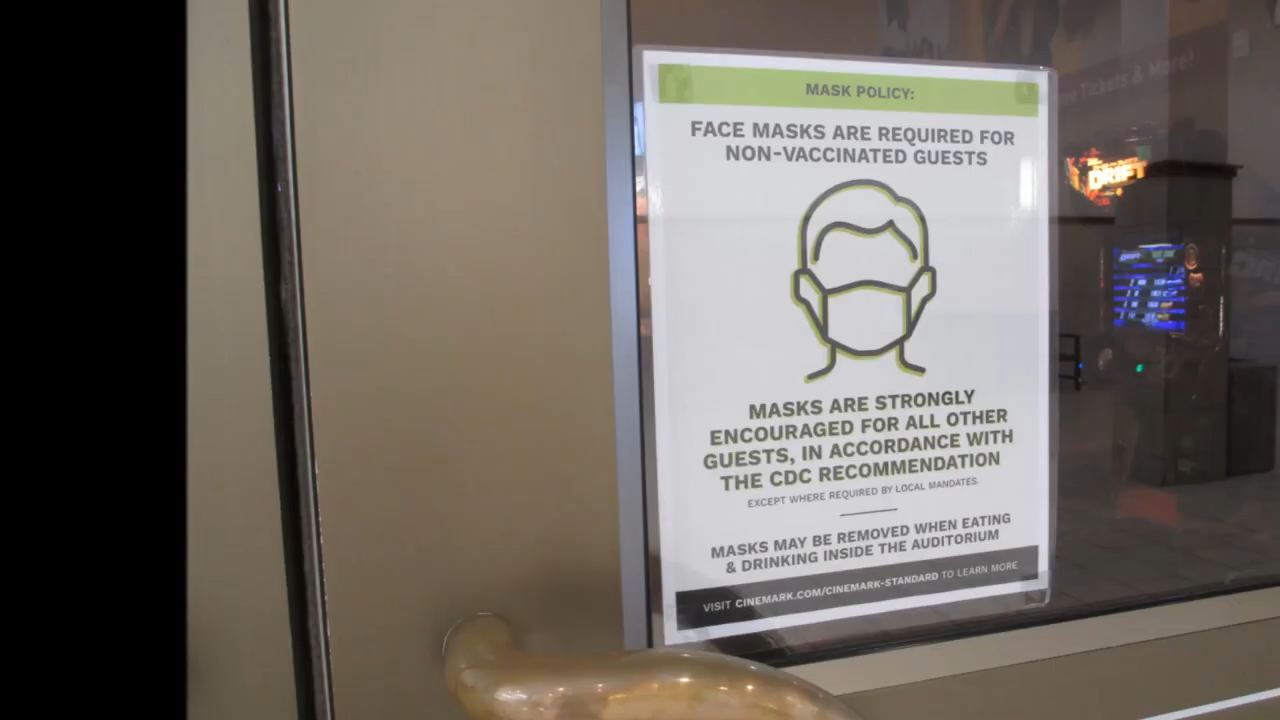 MASK POLICY:
FACE MASKS ARE REQUIRED FOR
NON-VACCINATED GUESTS
MASKS ARE STRONGLY
ENCOURAGED FOR ALL OTHER
GUESTS, IN ACCORDANCE WITH
THE CDC RECOMMENDATION
EXCEPT WHERE REQUIRED BY LOCAL MANDATES.
MASKS MAY BE REMOVED WHEN EATING
& DRINKING INSIDE THE AUDITORIUM
VISIT CINEMARK.COM/CINEMARK-STANDARD TO LEARN MORE
Tickets & More!
DRIFT